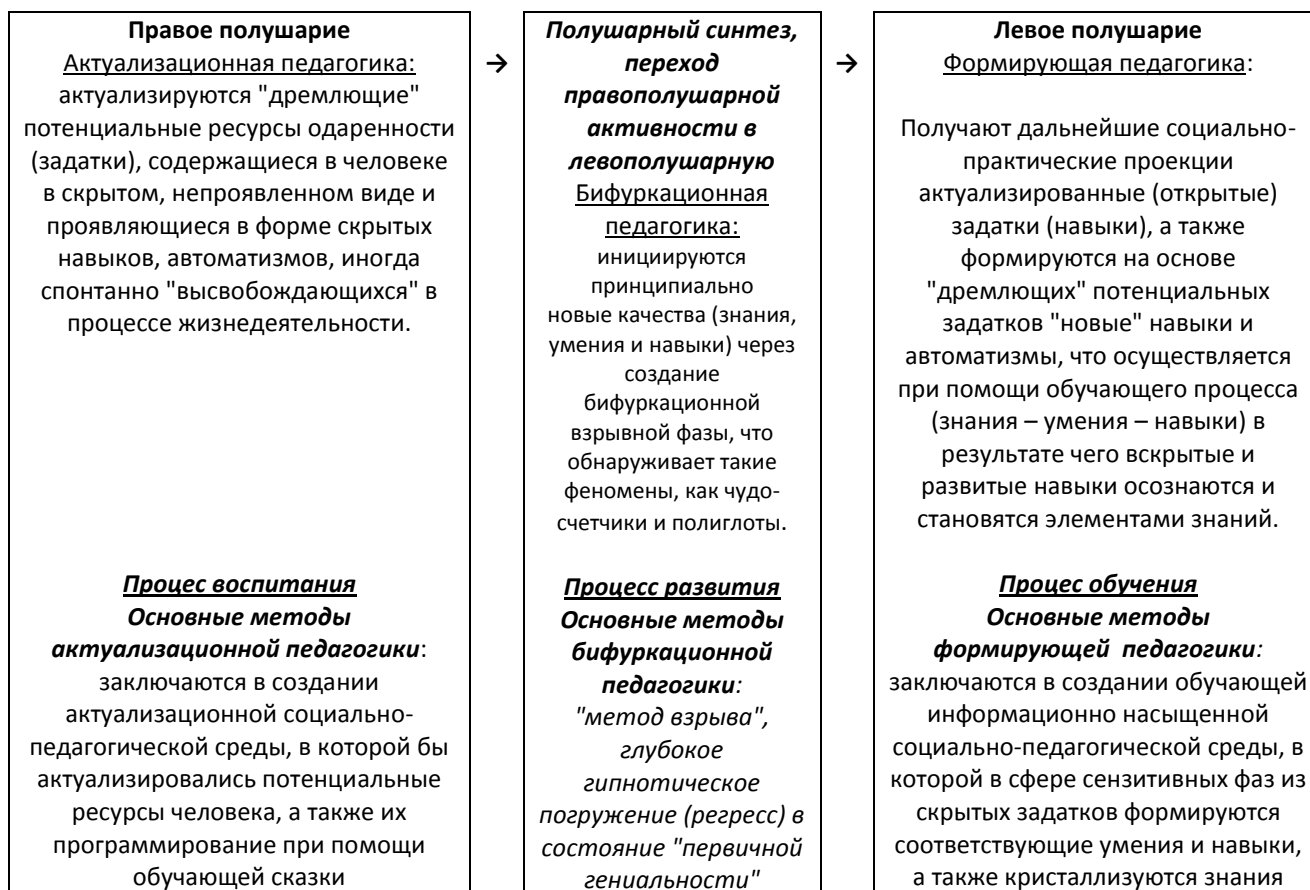 Правое полушарие
Актуализационная педагогика:
актуализируются "дремлющие"
потенциальные ресурсы одаренности
(задатки), содержащиеся в человеке
в скрытом, непроявленном виде и
проявляющиеся в форме скрытых
навыков, автоматизмов, иногда
спонтанно "высвобождающихся" в
процессе жизнедеятельности.
Процес воспитания
Основные методы
актуализационной педагогики:
заключаются в создании
актуализационной социально-
педагогической среды, в которой бы
актуализировались потенциальные
ресурсы человека, а также их
программирование при помощи
обучающей сказки
→
Полушарный синтез,
переход
правополушарной
активности в
левополушарную
Бифуркационная
педагогика:
инициируются
принципиально
новые качества (знания,
умения и навыки) через
создание
бифуркационной
взрывной фазы, что
обнаруживает такие
феномены, как чудо-
счетчики и полиглоты.
Процесс развития
Основные методы
бифуркационной
педагогики:
"метод взрыва",
глубокое
гипнотическое
погружение (регресс) в
состояние "первичной
гениальности"
→
Левое полушарие
Формирующая педагогика:
Получают дальнейшие социально-
практические проекции
актуализированные (открытые)
задатки (навыки), а также
формируются на основе
"дремлющих" потенциальных
задатков "новые" навыки и
автоматизмы, что осуществляется
при помощи обучающего процесса
(знания – умения – навыки) в
результате чего вскрытые и
развитые навыки осознаются и
становятся элементами знаний.
Процес обучения
Основные методы
формирующей педагогики:
заключаются в создании обучающей
информационно насыщенной
социально-педагогической среды, в
которой в сфере сензитивных фаз из
скрытых задатков формируются
соответствующие умения и навыки,
а также кристаллизуются знания